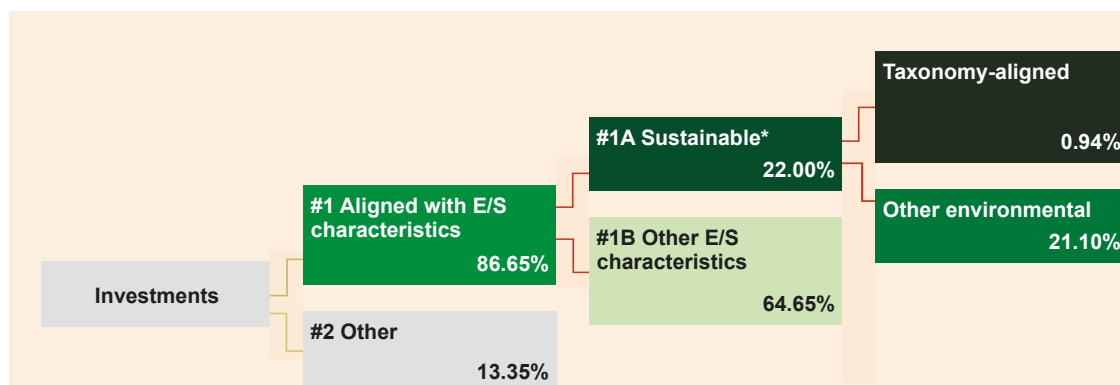 Taxonomy-aligned
0.94%
#1A Sustainable*
22.00%
#1 Aligned with E/S
characteristics
86.65%
Other environmental
21.10%
#1B Other E/S
characteristics
64.65%
Investments
#2 Other
13.35%